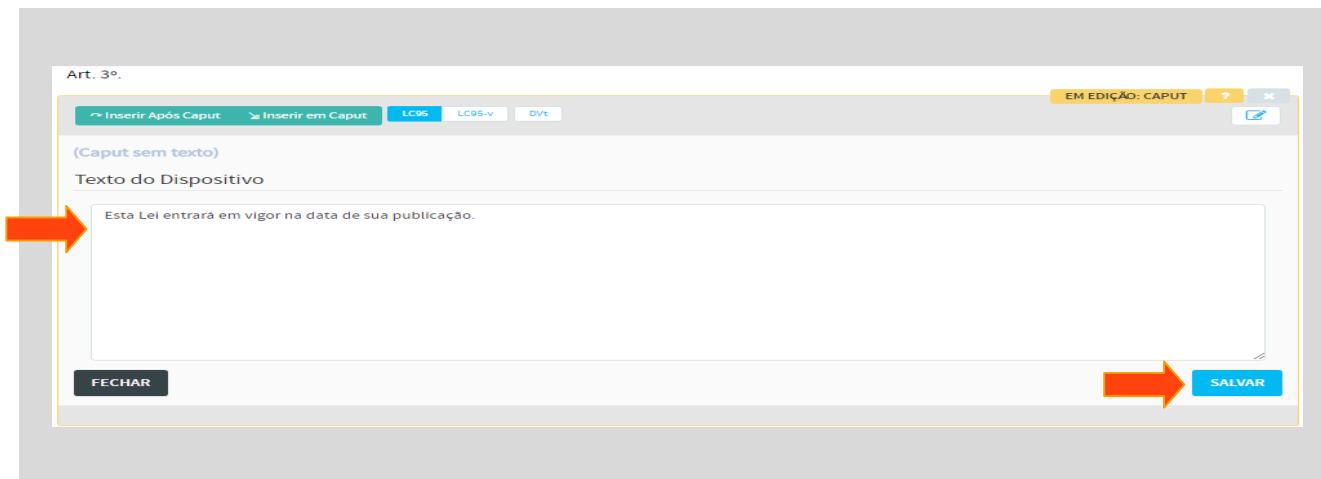 Art. 3º.
EM EDIÇÃO: CAPUT ? ×
Inserir Após Caput Inserir em Caput LC95 LC95-v DVt
(Caput sem texto)
Texto do Dispositivo
Esta Lei entrará em vigor na data de sua publicação.
FECHAR SALVAR